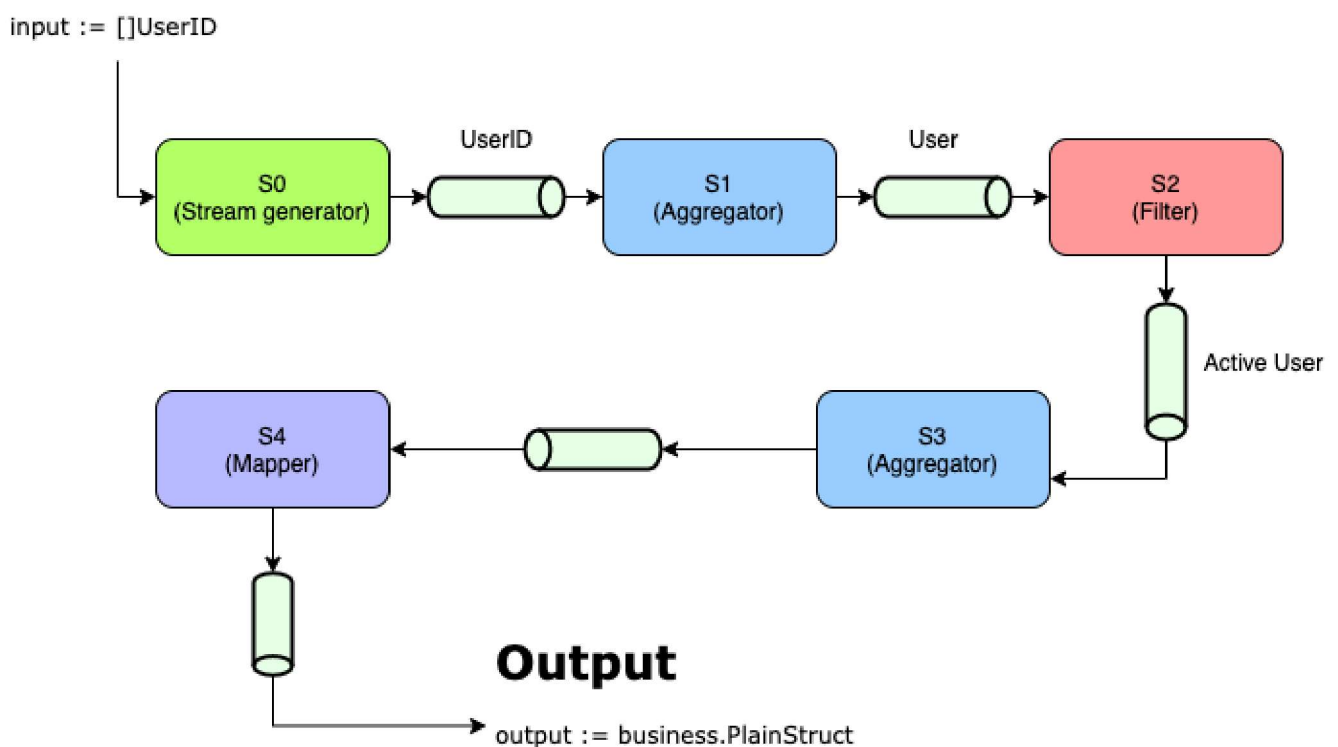 input := []UserID
UserID
User
S0
(Stream generator)
S1
(Aggregator)
S2
(Filter)
Active User
S4
(Mapper)
S3
(Aggregator)
Output
output := business.PlainStruct